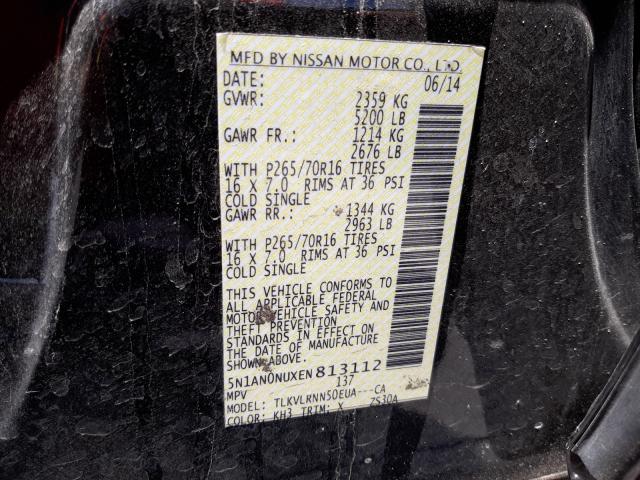 MFD BY NISSAN MOTOR CO., LTD.
DATE: 06/14
GVWR: 2359 KG
5200 LB
GAWR FR.: 1214 KG
2676 LB
WITH P265/70R16 TIRES
16 X 7.0 RIMS AT 36 PSI
COLD SINGLE
GAWR RR.: 1344 KG
2963 LB
WITH P265/70R16 TIRES
16 X 7.0 RIMS AT 36 PSI
COLD SINGLE
THIS VEHICLE CONFORMS TO
ALL APPLICABLE FEDERAL
MOTOR VEHICLE SAFETY AND
THEFT PREVENTION
STANDARDS IN EFFECT ON
THE DATE OF MANUFACTURE
SHOWN ABOVE.
5N1AN0NUXEN813112
MPV 137
MODEL: TLKVLRNN50EUA---CA
COLOR: KH3 TRIM: X ZS30A